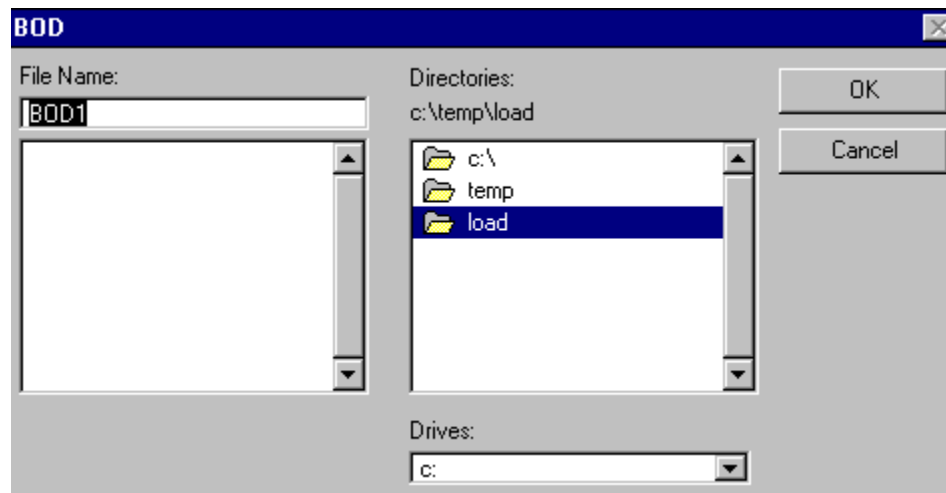 BOD
File Name:
BOD1
Directories:
c:\temp\load
c:\
temp
load
Drives:
c:
OK
Cancel